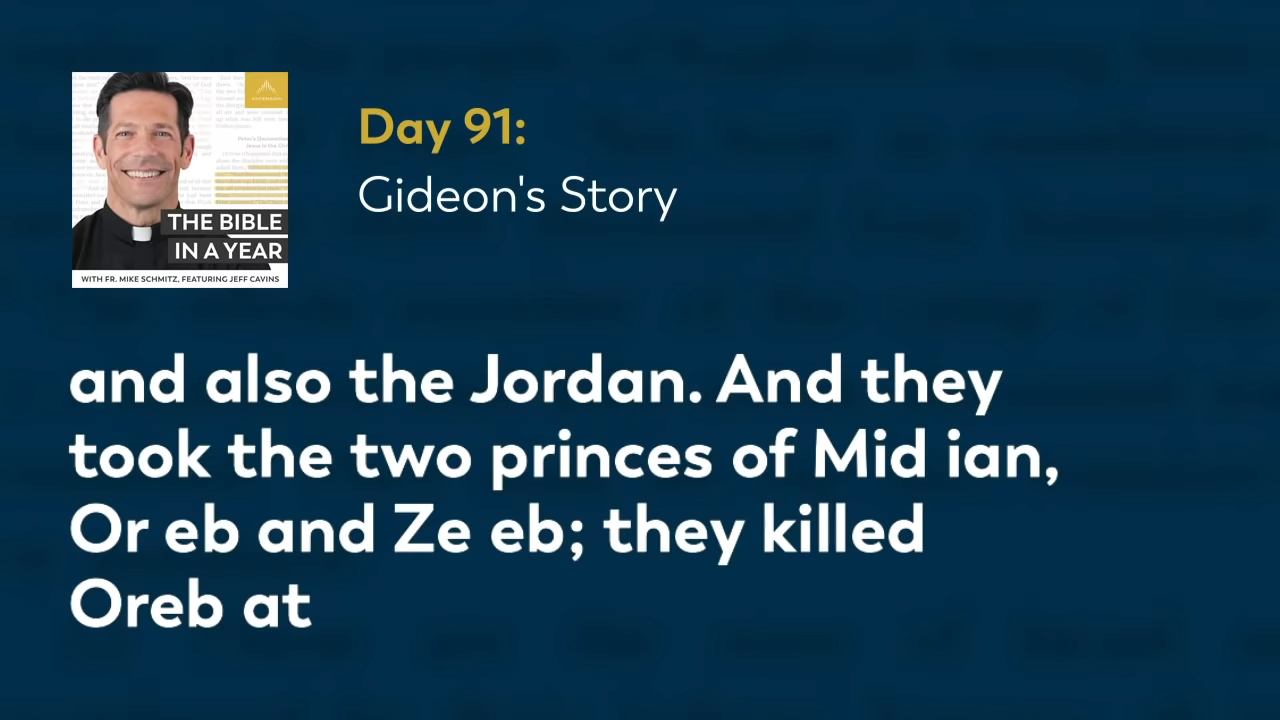 ASCENSION
THE BIBLE
IN A YEAR
WITH FR. MIKE SCHMITZ, FEATURING JEFF CAVINS
Day 91:
Gideon's Story
and also the Jordan. And they
took the two princes of Mid ian,
Or eb and Ze eb; they killed
Oreb at